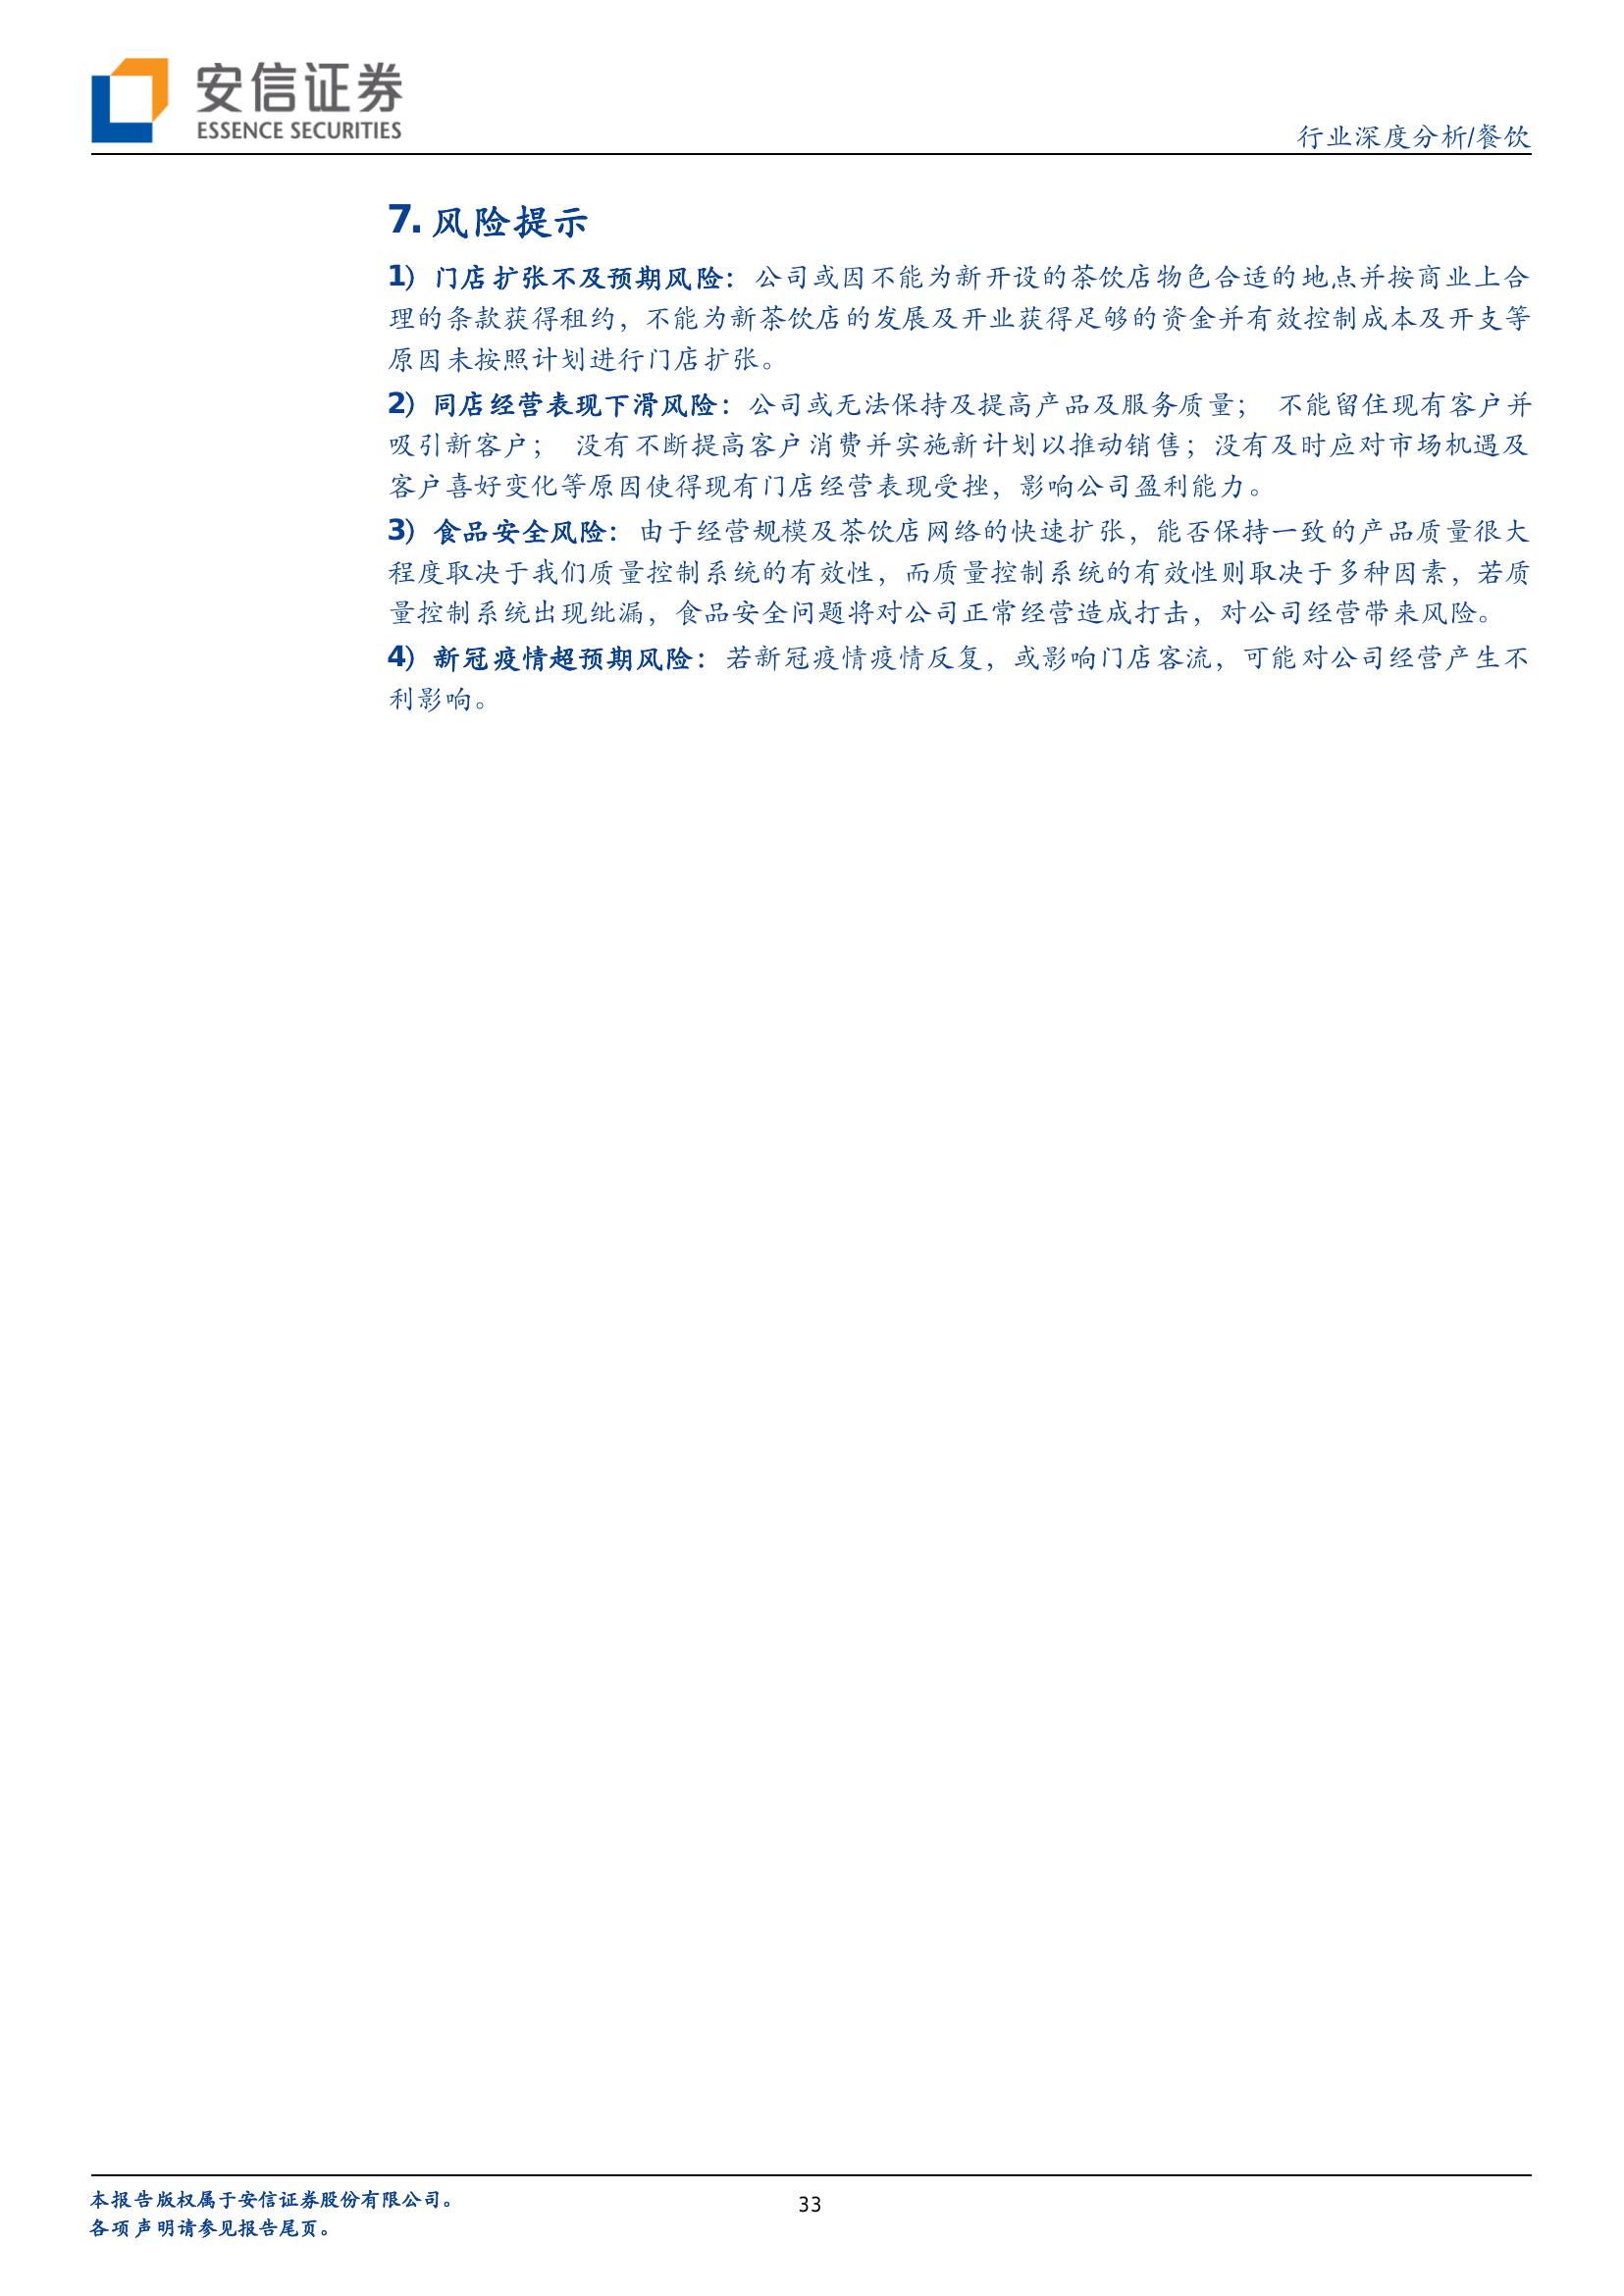 安信证券
ESSENCE SECURITIES
行业深度分析/餐饮
7. 风险提示
1）门店扩张不及预期风险：公司或因不能为新开设的茶饮店物色合适的地点并按商业上合
理的条款获得租约，不能为新茶饮店的发展及开业获得足够的资金并有效控制成本及开支等
原因未按照计划进行门店扩张。
2）同店经营表现下滑风险：公司或无法保持及提高产品及服务质量； 不能留住现有客户并
吸引新客户； 没有不断提高客户消费并实施新计划以推动销售；没有及时应对市场机遇及
客户喜好变化等原因使得现有门店经营表现受挫，影响公司盈利能力。
3）食品安全风险：由于经营规模及茶饮店网络的快速扩张，能否保持一致的产品质量很大
程度取决于我们质量控制系统的有效性，而质量控制系统的有效性则取决于多种因素，若质
量控制系统出现纰漏，食品安全问题将对公司正常经营造成打击，对公司经营带来风险。
4）新冠疫情超预期风险：若新冠疫情疫情反复，或影响门店客流，可能对公司经营产生不
利影响。
本报告版权属于安信证券股份有限公司。
33
各项声明请参见报告尾页。